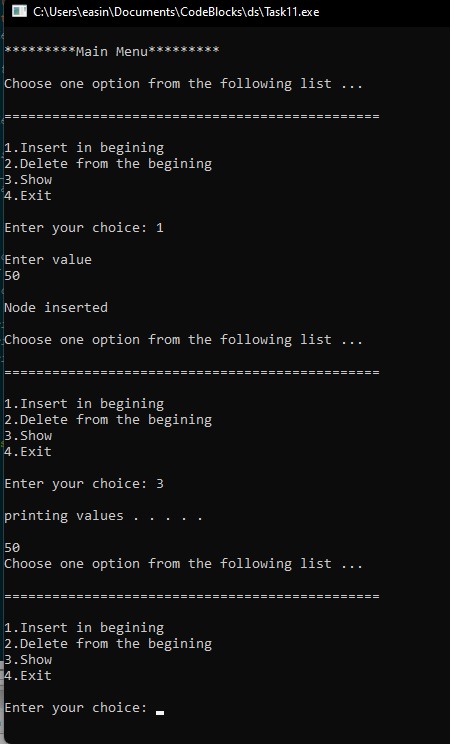 C:\Users\easin\Documents\CodeBlocks\ds\Task11.exe
*********Main Menu*********
Choose one option from the following list ...
===============================================
1.Insert in begining
2.Delete from the begining
3.Show
4.Exit
Enter your choice: 1
Enter value
50
Node inserted
Choose one option from the following list ...
===============================================
1.Insert in begining
2.Delete from the begining
3.Show
4.Exit
Enter your choice: 3
printing values . . . . .
50
Choose one option from the following list ...
===============================================
1.Insert in begining
2.Delete from the begining
3.Show
4.Exit
Enter your choice: